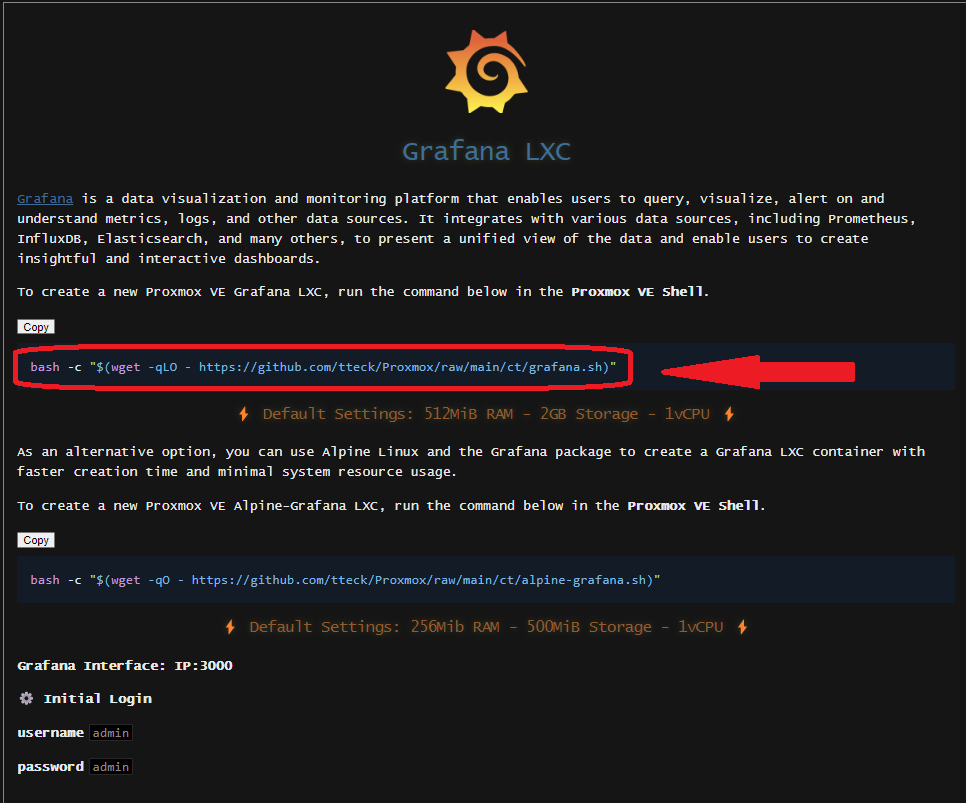 Grafana LXC
Grafana is a data visualization and monitoring platform that enables users to query, visualize, alert on and
understand metrics, logs, and other data sources. It integrates with various data sources, including Prometheus,
InfluxDB, Elasticsearch, and many others, to present a unified view of the data and enable users to create
insightful and interactive dashboards.
To create a new Proxmox VE Grafana LXC, run the command below in the Proxmox VE Shell.
Copy
bash -c "$(wget -qLO - https://github.com/tteck/Proxmox/raw/main/ct/grafana.sh)"
⚡ Default Settings: 512MiB RAM - 2GB Storage - 1vCPU ⚡
As an alternative option, you can use Alpine Linux and the Grafana package to create a Grafana LXC container with
faster creation time and minimal system resource usage.
To create a new Proxmox VE Alpine-Grafana LXC, run the command below in the Proxmox VE Shell.
Copy
bash -c "$(wget -qO - https://github.com/tteck/Proxmox/raw/main/ct/alpine-grafana.sh)"
⚡ Default Settings: 256Mib RAM - 500MiB Storage - 1vCPU ⚡
Grafana Interface: IP:3000
⚙️ Initial Login
username admin
password admin